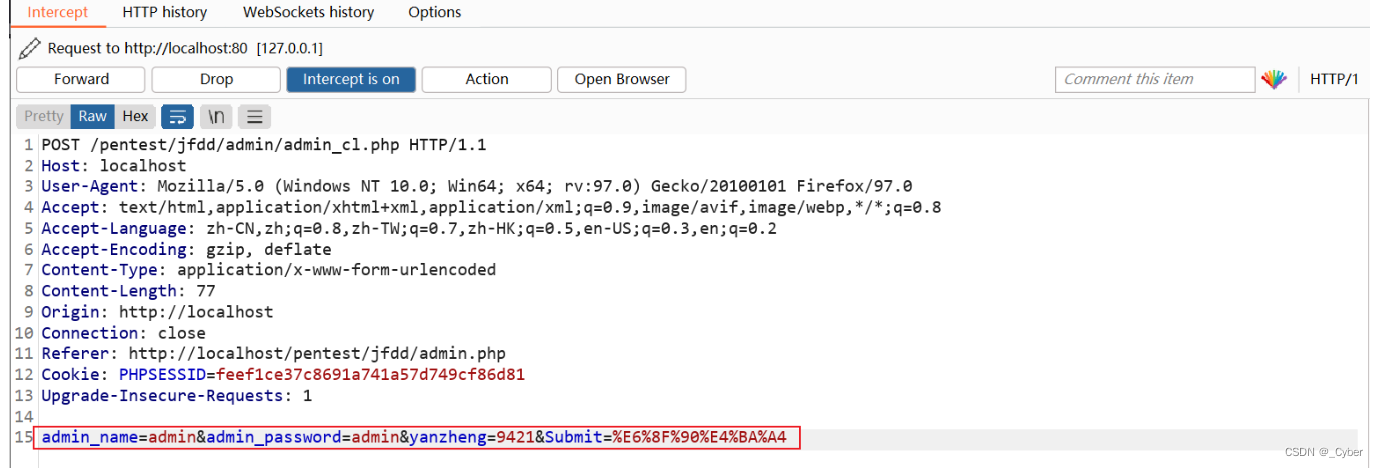 Intercept HTTP history WebSockets history Options
Request to http://localhost:80 [127.0.0.1]
Forward Drop Intercept is on Action Open Browser Comment this item HTTP/1
Pretty Raw Hex \n
1 POST /pentest/jfdd/admin/admin_cl.php HTTP/1.1
2 Host: localhost
3 User-Agent: Mozilla/5.0 (Windows NT 10.0; Win64; x64; rv:97.0) Gecko/20100101 Firefox/97.0
4 Accept: text/html,application/xhtml+xml,application/xml;q=0.9,image/avif,image/webp,*/*;q=0.8
5 Accept-Language: zh-CN,zh;q=0.8,zh-TW;q=0.7,zh-HK;q=0.5,en-US;q=0.3,en;q=0.2
6 Accept-Encoding: gzip, deflate
7 Content-Type: application/x-www-form-urlencoded
8 Content-Length: 77
9 Origin: http://localhost
10 Connection: close
11 Referer: http://localhost/pentest/jfdd/admin.php
12 Cookie: PHPSESSID=feef1ce37c8691a741a57d749cf86d81
13 Upgrade-Insecure-Requests: 1
14
15 admin_name=admin&admin_password=admin&yanzheng=9421&Submit=%E6%8F%90%E4%BA%A4
CSDN @_Cyber